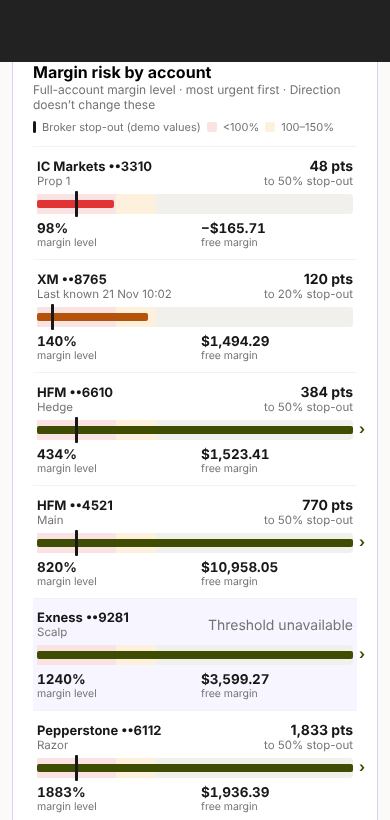 Margin risk by account
Full-account margin level · most urgent first · Direction
doesn't change these
Broker stop-out (demo values) <100% 100–150%
IC Markets ••3310 48 pts
Prop 1 to 50% stop-out
98% −$165.71
margin level free margin
XM ••8765 120 pts
Last known 21 Nov 10:02 to 20% stop-out
140% $1,494.29
margin level free margin
HFM ••6610 384 pts
Hedge to 50% stop-out
›
434% $1,523.41
margin level free margin
HFM ••4521 770 pts
Main to 50% stop-out
›
820% $10,958.05
margin level free margin
Exness ••9281 Threshold unavailable
Scalp
›
1240% $3,599.27
margin level free margin
Pepperstone ••6112 1,833 pts
Razor to 50% stop-out
›
1883% $1,936.39
margin level free margin